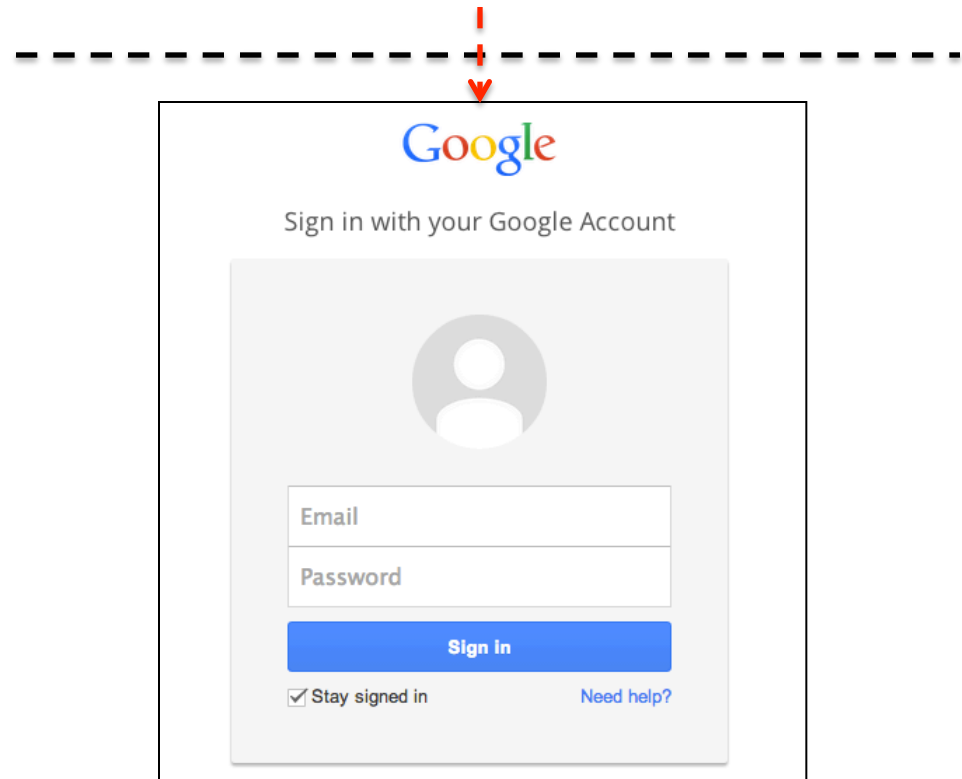 Google
Sign in with your Google Account
Email
Password
Sign in
Stay signed in Need help?